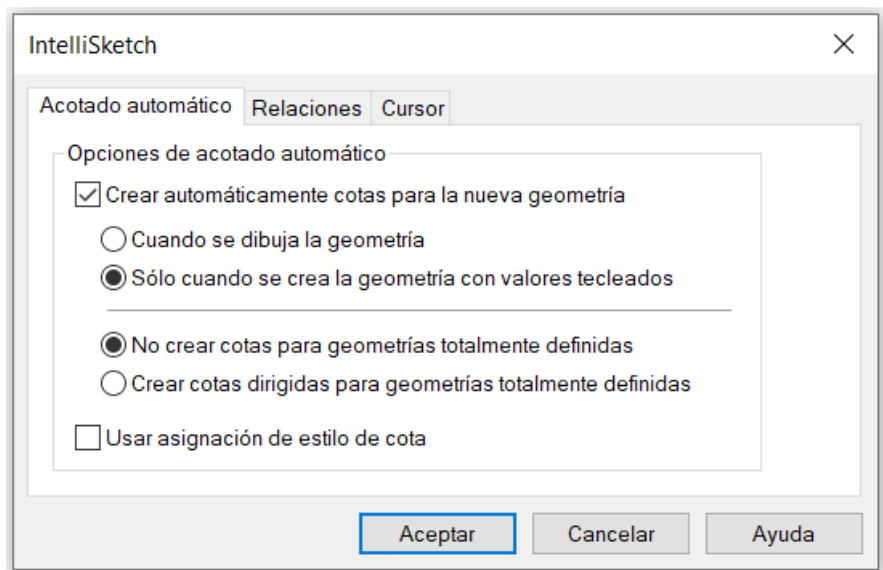 IntelliSketch
Acotado automático Relaciones Cursor
Opciones de acotado automático
Crear automáticamente cotas para la nueva geometría
Cuando se dibuja la geometría
Sólo cuando se crea la geometría con valores tecleados
No crear cotas para geometrías totalmente definidas
Crear cotas dirigidas para geometrías totalmente definidas
Usar asignación de estilo de cota
Aceptar Cancelar Ayuda